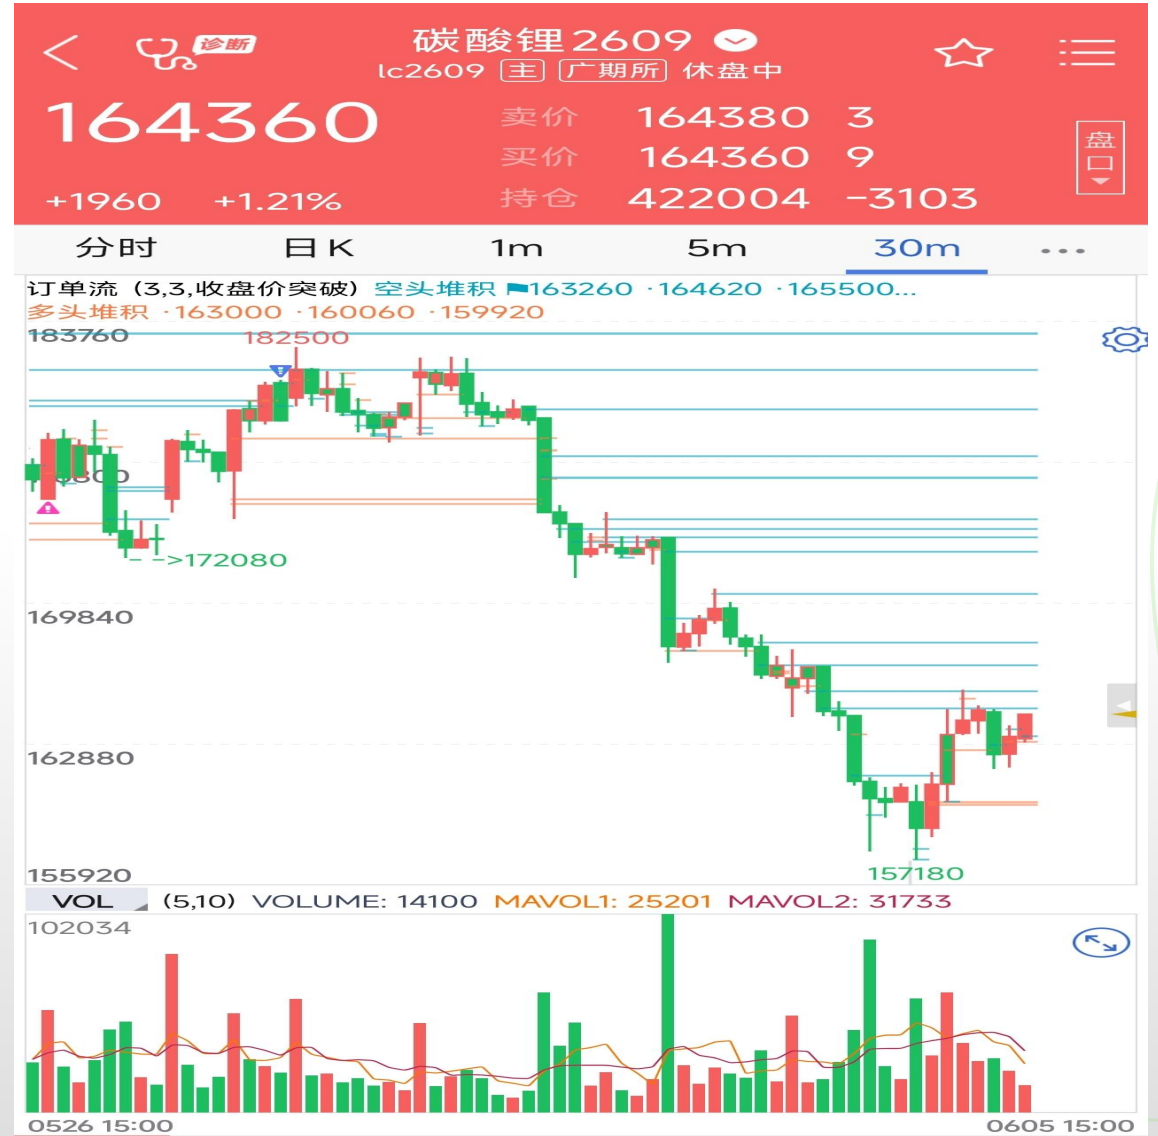 诊断
碳酸锂2609
lc2609 主 广期所 休盘中
164360
卖价 164380 3
买价 164360 9
持仓 422004 -3103
+1960 +1.21%
盘口
分时 日K 1m 5m 30m
订单流 (3,3,收盘价突破) 空头堆积 163260 ·164620 ·165500...
多头堆积 ·163000 ·160060 ·159920
183760
182500
-->172080
169840
162880
157180
155920
VOL (5,10) VOLUME: 14100 MAVOL1: 25201 MAVOL2: 31733
102034
0526 15:00 0605 15:00